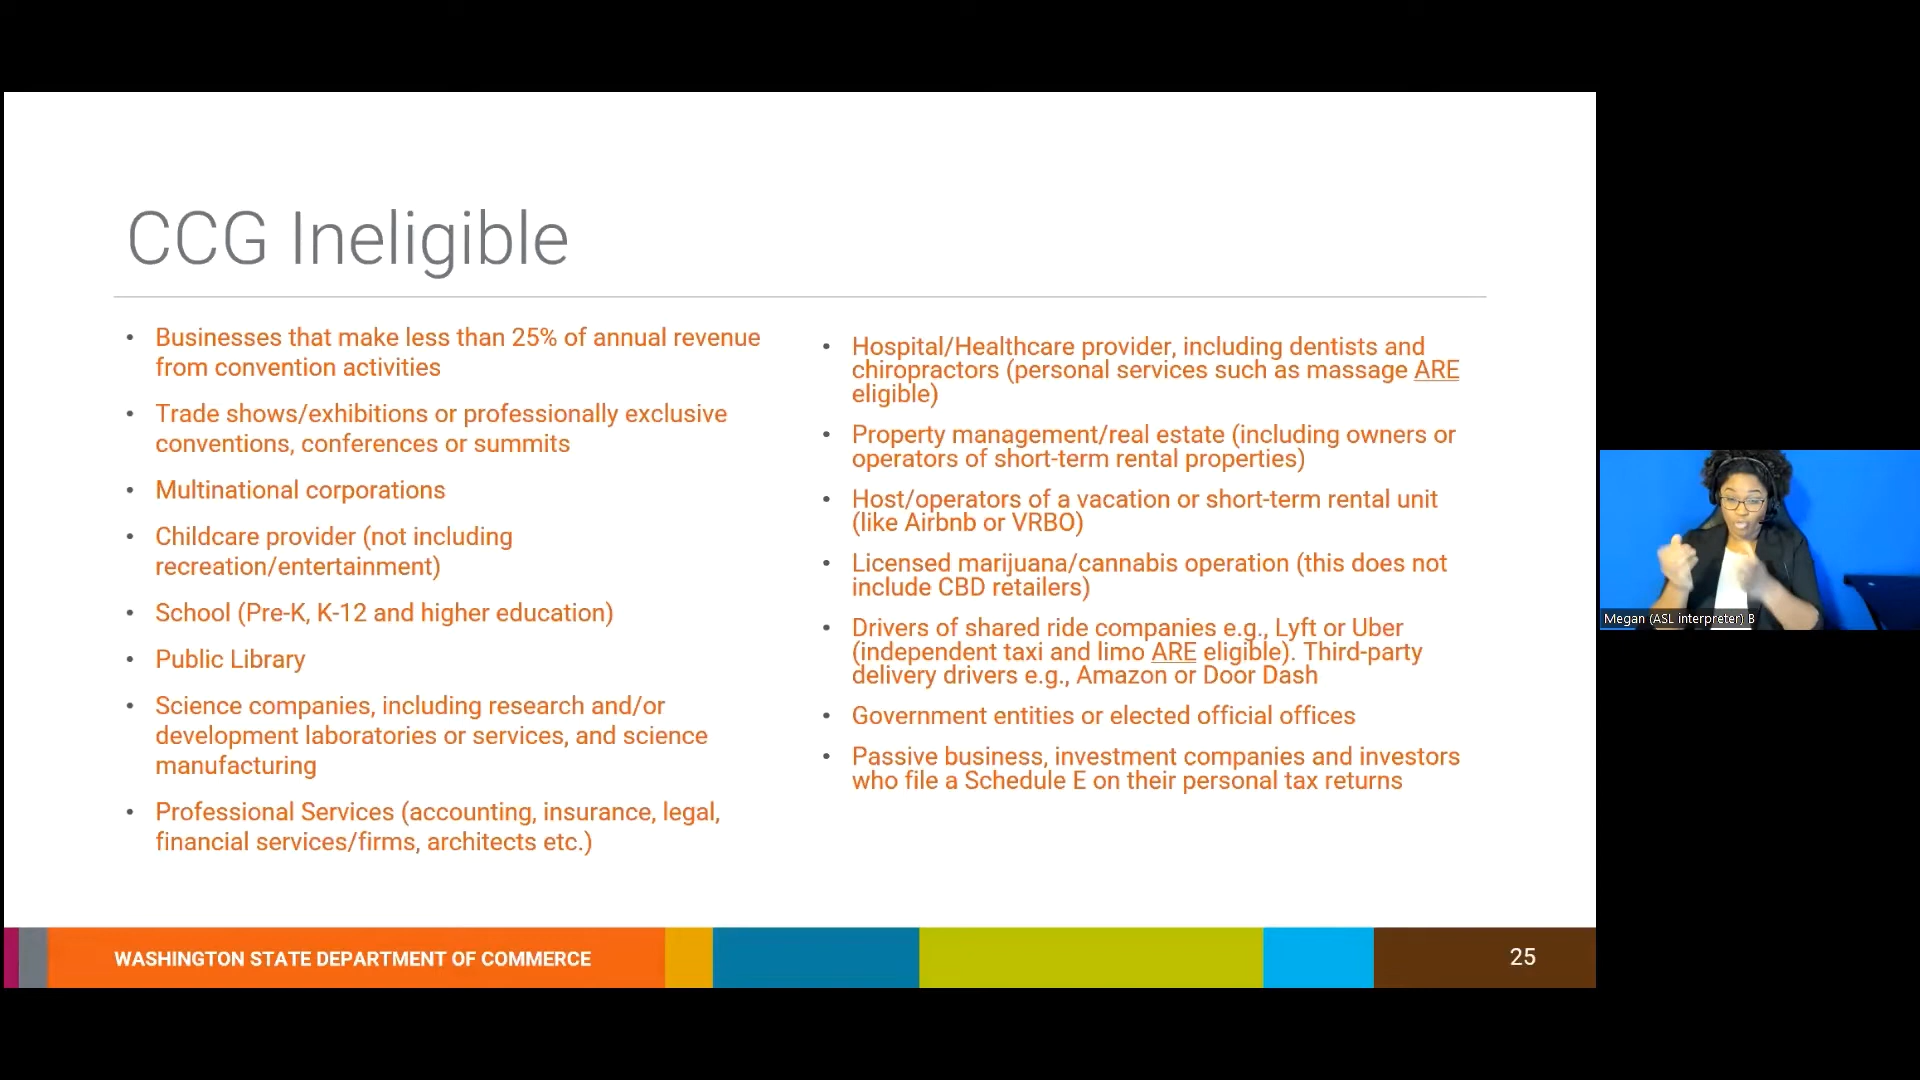 CCG Ineligible
• Businesses that make less than 25% of annual revenue
from convention activities
• Trade shows/exhibitions or professionally exclusive
conventions, conferences or summits
• Multinational corporations
• Childcare provider (not including
recreation/entertainment)
• School (Pre-K, K-12 and higher education)
• Public Library
• Science companies, including research and/or
development laboratories or services, and science
manufacturing
• Professional Services (accounting, insurance, legal,
financial services/firms, architects etc.)
• Hospital/Healthcare provider, including dentists and
chiropractors (personal services such as massage ARE
eligible)
• Property management/real estate (including owners or
operators of short-term rental properties)
• Host/operators of a vacation or short-term rental unit
(like Airbnb or VRBO)
• Licensed marijuana/cannabis operation (this does not
include CBD retailers)
• Drivers of shared ride companies e.g., Lyft or Uber
(independent taxi and limo ARE eligible). Third-party
delivery drivers e.g., Amazon or Door Dash
• Government entities or elected official offices
• Passive business, investment companies and investors
who file a Schedule E on their personal tax returns
WASHINGTON STATE DEPARTMENT OF COMMERCE
25
Megan (ASL interpreter) B